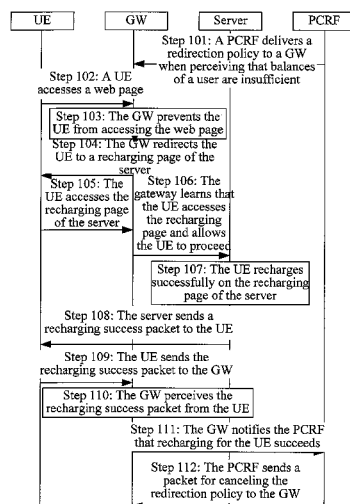 UE GW Server PCRF
Step 101: A PCRF delivers a
redirection policy to a GW
when perceiving that balances
of a user are insufficient
Step 102: A UE
accesses a web page
Step 103: The GW prevents the
UE from accessing the web page
Step 104: The GW redirects the
UE to a recharging page of the
server
Step 105: The
UE accesses the
recharging page
of the server
Step 106: The
gateway learns that
the UE accesses
the recharging
page and allows
the UE to proceed
Step 107: The UE recharges
successfully on the recharging
page of the server
Step 108: The server sends a
recharging success packet to the UE
Step 109: The UE sends the
recharging success packet to the GW
Step 110: The GW perceives the
recharging success packet from the UE
Step 111: The GW notifies the PCRF
that recharging for the UE succeeds
Step 112: The PCRF sends a
packet for canceling the
redirection policy to the GW